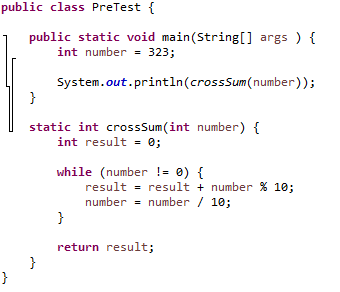 public class PreTest {
public static void main(String[] args ) {
int number = 323;
System.out.println(crossSum(number));
}
static int crossSum(int number) {
int result = 0;
while (number != 0) {
result = result + number % 10;
number = number / 10;
}
return result;
}
}